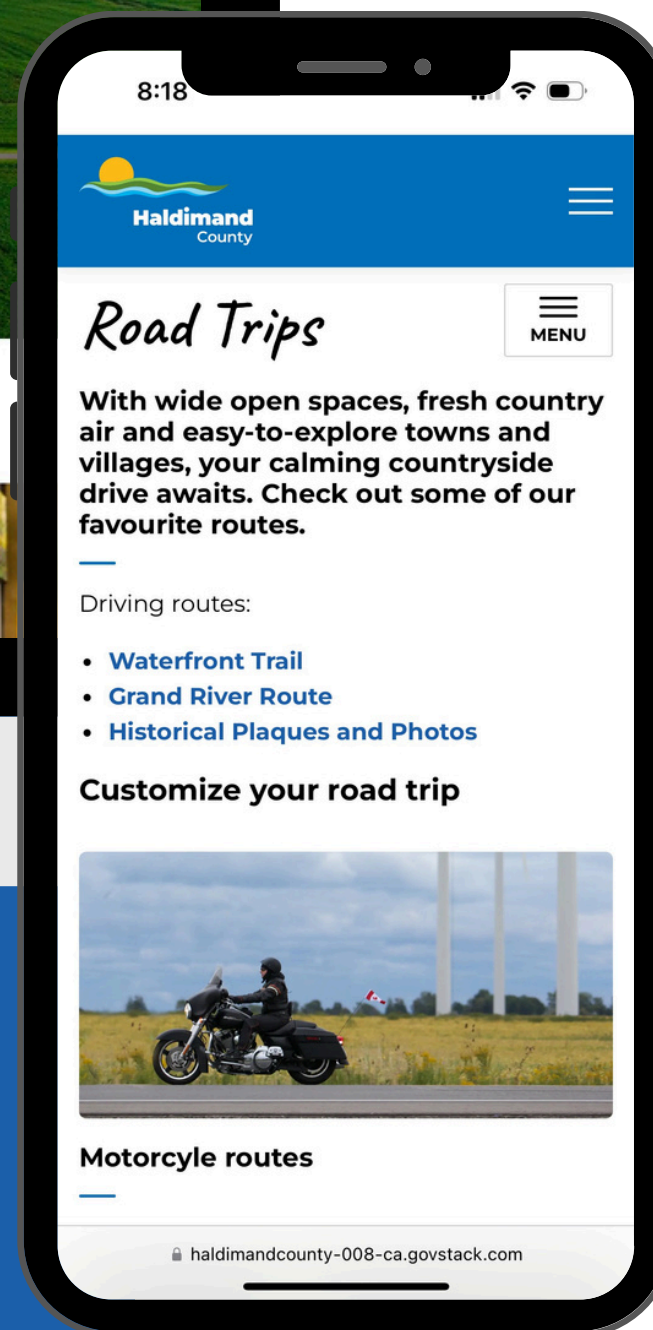 8:18
Haldimand
County
Road Trips
MENU
With wide open spaces, fresh country
air and easy-to-explore towns and
villages, your calming countryside
drive awaits. Check out some of our
favourite routes.
Driving routes:
• Waterfront Trail
• Grand River Route
• Historical Plaques and Photos
Customize your road trip
Motorcyle routes
haldimandcounty-008-ca.govstack.com